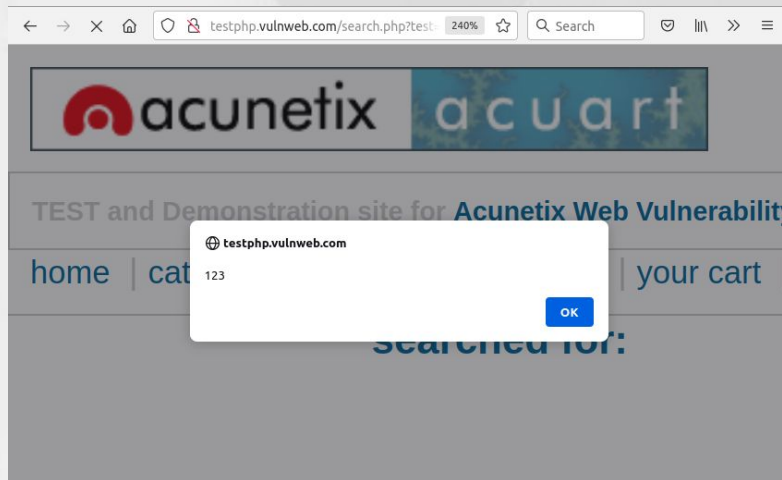 testphp.vulnweb.com/search.php?test 240% Search
acunetix acuart
TEST and Demonstration site for Acunetix Web Vulnerability
testphp.vulnweb.com
home | cat | your cart
123
OK
searched for: